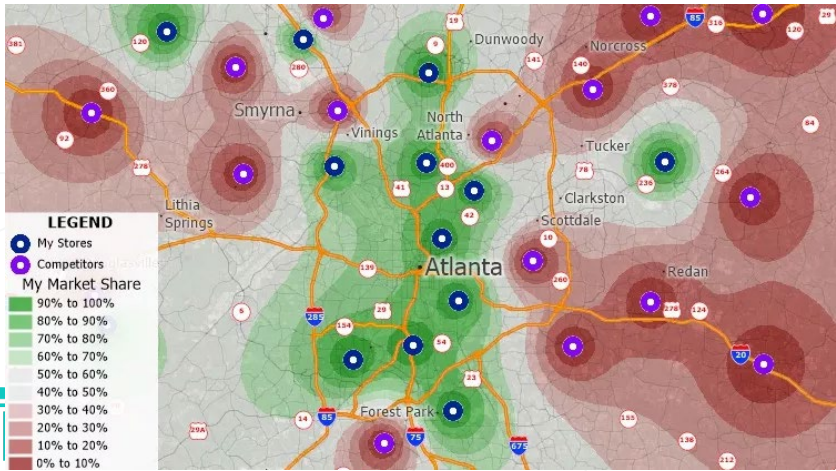 19
85
29
316
381
120
9
Dunwoody
120
Norcross
280
141
140
360
378
Smyrna
North
Atlanta
64
Vinings
92
Tucker
278
400
78
264
41
13
236
Clarkston
Lithia
Springs
42
Scottdale
LEGEND
My Stores
Competitors
My Market Share
90% to 100%
80% to 90%
70% to 80%
60% to 70%
50% to 60%
40% to 50%
30% to 40%
20% to 30%
10% to 20%
0% to 10%
10
139
Atlanta
260
Redan
6
29
278
124
285
154
54
20
23
Forest Park
85
14
29A
75
675
155
138
212